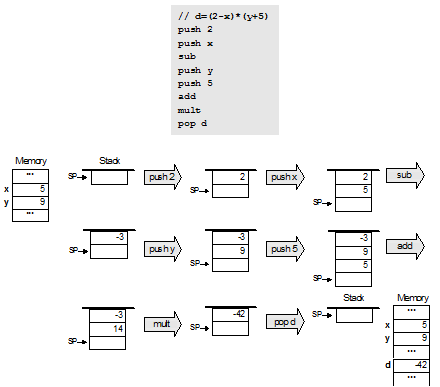 // d=(2-x)*(y+5)
push 2
push x
sub
push y
push 5
add
mult
pop d
Memory
Stack
...
x 5
y 9
...
SP
push 2
2
SP
push x
2
5
SP
sub
-3
SP
push y
-3
9
SP
push 5
-3
9
5
SP
add
-3
14
mult
-42
SP
pop d
Stack
SP
Memory
...
x 5
y 9
...
d -42
...